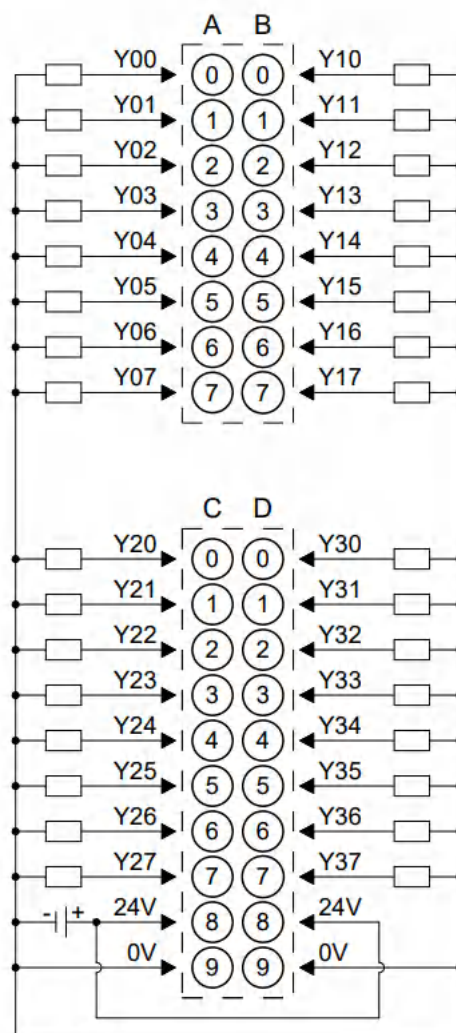 A B
Y00 0 0 Y10
Y01 1 1 Y11
Y02 2 2 Y12
Y03 3 3 Y13
Y04 4 4 Y14
Y05 5 5 Y15
Y06 6 6 Y16
Y07 7 7 Y17
C D
Y20 0 0 Y30
Y21 1 1 Y31
Y22 2 2 Y32
Y23 3 3 Y33
Y24 4 4 Y34
Y25 5 5 Y35
Y26 6 6 Y36
Y27 7 7 Y37
- + 24V 8 8 24V
0V 9 9 0V